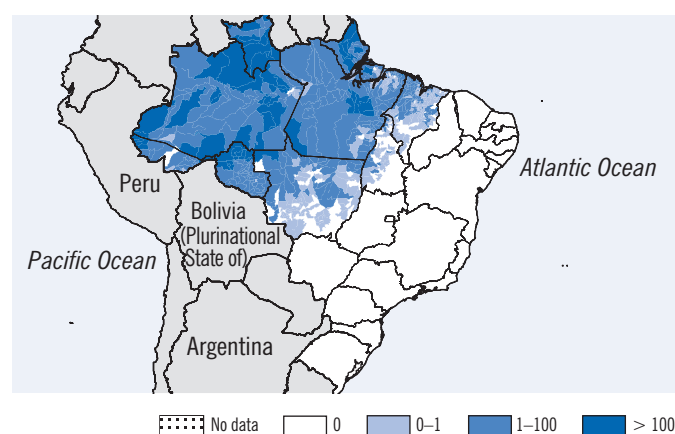 Atlantic Ocean
Peru
Bolivia
(Plurinational
State of)
Pacific Ocean
Argentina
No data
0
0–1
1–100
> 100